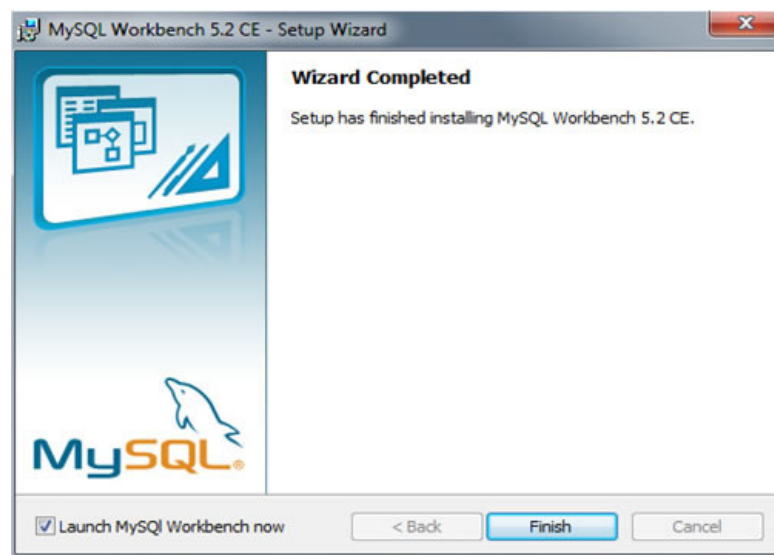 MySQL Workbench 5.2 CE - Setup Wizard
Wizard Completed
Setup has finished installing MySQL Workbench 5.2 CE.
MySQL®
Launch MySQl Workbench now
< Back
Finish
Cancel